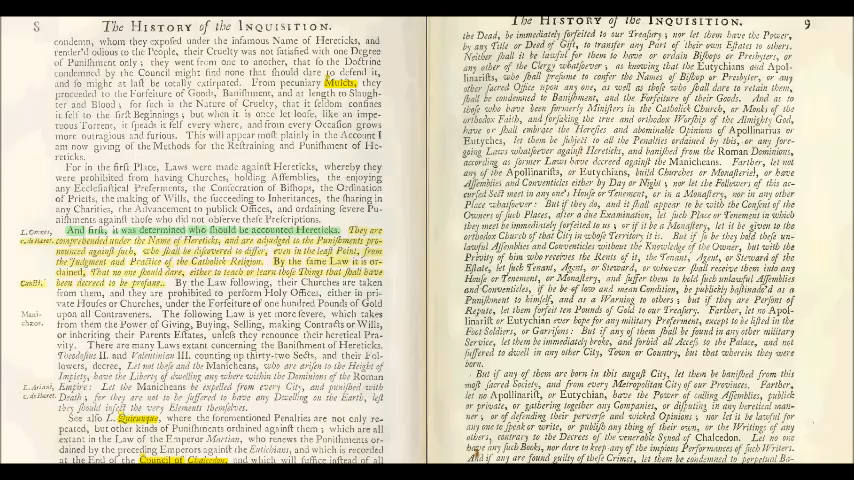 8 The HISTORY of the INQUISITION.
condemn, whom they exposed under the infamous Name of Hereticks, and
render'd odious to the People, their Cruelty was not satisfied with one Degree
of Punishment only; they went from one to another, that so the Doctrine
condemned by the Council might find none that should dare to defend it,
and so might at last be totally extirpated. From pecuniary Mulcts, they
proceeded to the Forfeiture of Goods, Banishment, and at length to Slaugh-
ter and Blood; for such is the Nature of Cruelty, that it seldom confines
it self to the first Beginnings; but when it is once let loose, like an impe-
tuous Torrent, it spreads it self every where, and from every Occasion grows
more outragious and furious. This will appear most plainly in the Account I
am now giving of the Methods for the Restraining and Punishment of He-
reticks.
For in the first Place, Laws were made against Hereticks, whereby they
were prohibited from having Churches, holding Assemblies, the enjoying
any Ecclesiastical Preferments, the Consecration of Bishops, the Ordination
of Priests, the making of Wills, the succeeding to Inheritances, the sharing in
any Charities, the Advancement to publick Offices, and ordaining severe Pu-
nishments against those who did not observe these Prescriptions.
And first, it was determined who should be accounted Hereticks. They are
comprehended under the Name of Hereticks, and are adjudged to the Punishments pro-
nounced against such, who shall be discovered to differ, even in the least Point, from
the Judgment and Practice of the Catholick Religion. By the same Law it is or-
dained, That no one should dare, either to teach or learn those Things that shall have
been decreed to be profane. By the Law following, their Churches are taken
from them, and they are prohibited to perform Holy Offices, either in pri-
vate Houses or Churches, under the Forfeiture of one hundred Pounds of Gold
upon all Contraveners. The following Law is yet more severe, which takes
from them the Power of Giving, Buying, Selling, making Contracts or Wills,
or inheriting their Parents Estates, unless they renounce their heretical Pra-
vity. There are many Laws extant concerning the Banishment of Hereticks.
Theodosius II. and Valentinian III. counting up thirty-two Sects, and their Fol-
lowers, decree, Let not these the Manicheans, who are arisen to the Height of
Impiety, have the Liberty of dwelling any where within the Dominions of the Roman
Empire: Let the Manicheans be expelled from every City, and punished with
Death; for they are not to be suffered to have any Dwelling on the Earth, lest
they should infect the very Elements themselves.
See also L. Quicunque, where the forementioned Penalties are not only re-
peated, but other kinds of Punishments ordained against them; which are all
extant in the Law of the Emperor Martian, who renews the Punishments or-
dained by the preceding Emperors against the Eutichians, and which is recorded
at the End of the Council of Chalcedon, and which will suffice instead of all
L. Omnes,
c. de Hæret.
L. Ariani,
c. de Hæret.
The HISTORY of the INQUISITION. 9
the Dead, be immediately forfeited to our Treasury; nor let them have the Power,
by any Title or Deed of Gift, to transfer any Part of their own Estates to others.
Neither shall it be lawful for them to have or ordain Bishops or Presbyters, or
any other of the Clergy whatsoever; as knowing that the Eutychians and Apol-
linarists, who shall presume to confer the Names of Bishops or Presbyter, or any
other Sacred Office upon any one, as well as those who shall dare to retain them,
shall be condemned to Banishment, and the Forfeiture of their Goods. And as to
those who have been formerly Ministers in the Catholick Church, or Monks of the
orthodox Faith, and forsaking the true and orthodox Worship of the Almighty God,
have or shall embrace the Heresies and abominable Opinions of Apollinarius or
Eutyches, let them be subject to all the Penalties ordained by this, or any fore-
going Laws whatsoever against Hereticks, and banished from the Roman Dominions,
according as former Laws have decreed against the Manicheans. Farther, let not
any of the Apollinarists, or Eutychians, build Churches or Monasteries, or have
Assemblies and Conventicles either by Day or Night; nor let the Followers of this ac-
cursed Sect meet in any one's House or Tenement, or in a Monastery, nor in any other
Place whatsoever: But if they do, and it shall appear to be with the Consent of the
Owners of such Places, after a due Examination, let such Place or Tenement in which
they meet be immediately forfeited to us; or if it be a Monastery, let it be given to the
orthodox Church of that City in whose Territory it is. But if so be they hold these un-
lawful Assemblies and Conventicles without the Knowledge of the Owner, but with the
Privity of him who receives the Rents of it, the Tenant, Agent, or Steward of the
Estate, let such Tenant, Agent, or Steward, or whoever shall receive them into any
House or Tenement, or Monastery, and suffer them to hold such unlawful Assemblies
and Conventicles, if he be of low and mean Condition, be publickly bastinado'd as a
Punishment to himself, and as a Warning to others; but if they are Persons of
Repute, let them forfeit ten Pounds of Gold to our Treasury. Farther, let no Apol-
linarist or Eutychian ever hope for any military Preferment, except to be listed in the
Foot Soldiers, or Garrisons: But if any of them shall be found in any other military
Service, let them be immediately broke, and forbid all Access to the Palace, and not
suffered to dwell in any other City, Town or Country, but that wherein they were
born.
But if any of them are born in this august City, let them be banished from this
most sacred Society, and from every Metropolitan City of our Provinces. Farther,
let no Apollinarist, or Eutychian, have the Power of calling Assemblies, publick
or private, or gathering together any Companies, or disputing in any heretical man-
ner; or of defending their perverse and wicked Opinions; nor let it be lawful for
any one to speak or write, or publish any thing of their own, or the Writings of any
others, contrary to the Decrees of the venerable Synod of Chalcedon. Let no one
have any such Books, nor dare to keep any of the impious Performances of such Writers.
And if any are found guilty of these Crimes, let them be condemned to perpetual Ba-